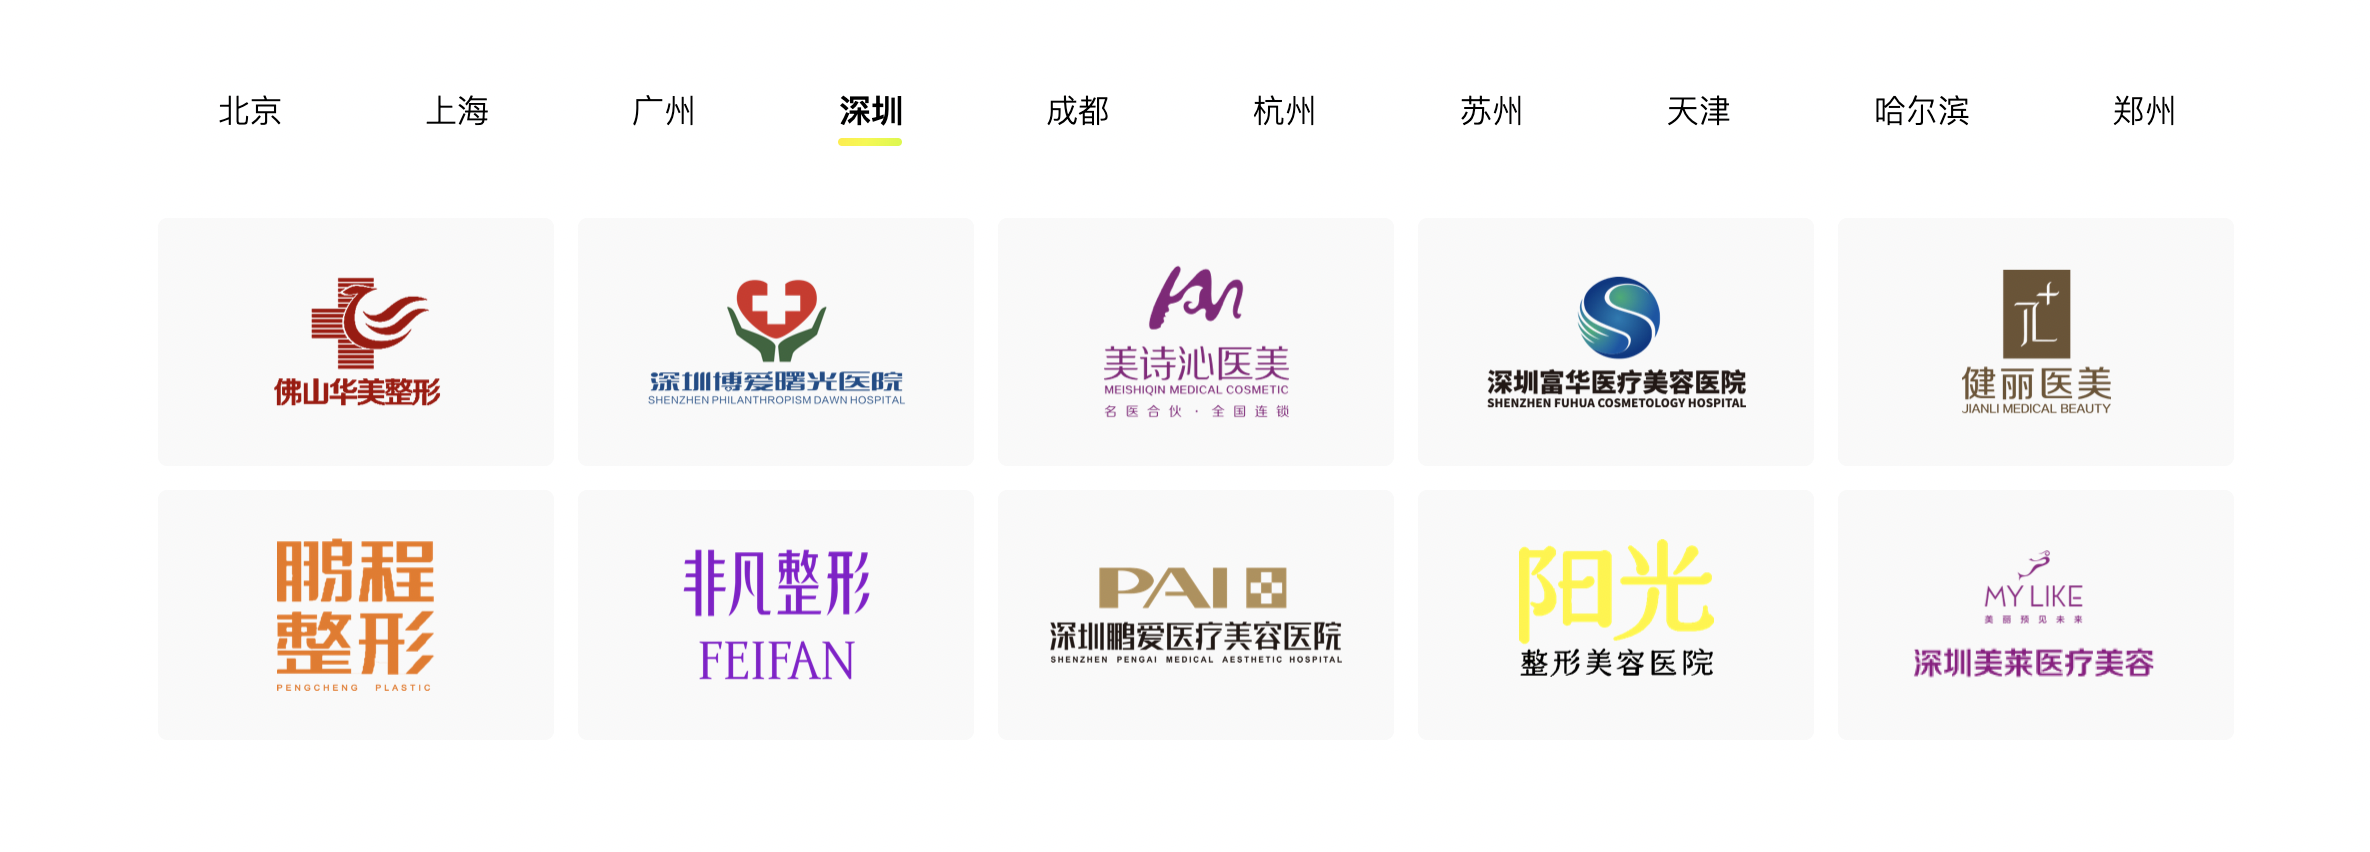 北京 上海 广州 深圳 成都 杭州 苏州 天津 哈尔滨 郑州
佛山华美整形
深圳博爱曙光医院
SHENZHEN PHILANTHROPISM DAWN HOSPITAL
美诗沁医美
MEISHIQIN MEDICAL COSMETIC
名医合伙·全国连锁
深圳富华医疗美容医院
SHENZHEN FUHUA COSMETOLOGY HOSPITAL
健丽医美
JIANLI MEDICAL BEAUTY
鹏程
整形
PENGCHENG PLASTIC
非凡整形
FEIFAN
PAI
深圳鹏爱医疗美容医院
SHENZHEN PENGAI MEDICAL AESTHETIC HOSPITAL
阳光
整形美容医院
MY LIKE
美丽预见未来
深圳美莱医疗美容